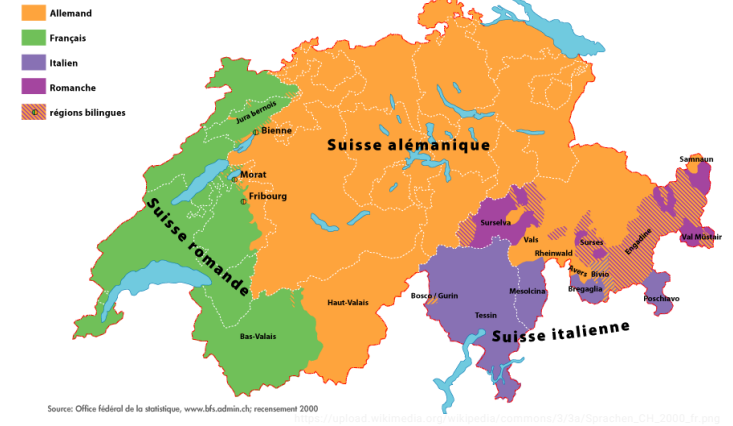 Allemand
Français
Italien
Romanche
régions bilingues
Jura bernois
Bienne
Suisse alémanique
Samnaun
Morat
Fribourg
Suisse romande
Surselva
Val Müstair
Vals
Surses
Engadine
Rheinwald
Avers
Bivio
Bregaglia
Mesolcina
Bosco / Gurin
Poschiavo
Haut-Valais
Tessin
Suisse italienne
Bas-Valais
Source: Office fédéral de la statistique, www.bfs.admin.ch; recensement 2000
https://upload.wikimedia.org/wikipedia/commons/3/3a/Sprachen_CH_2000_fr.png